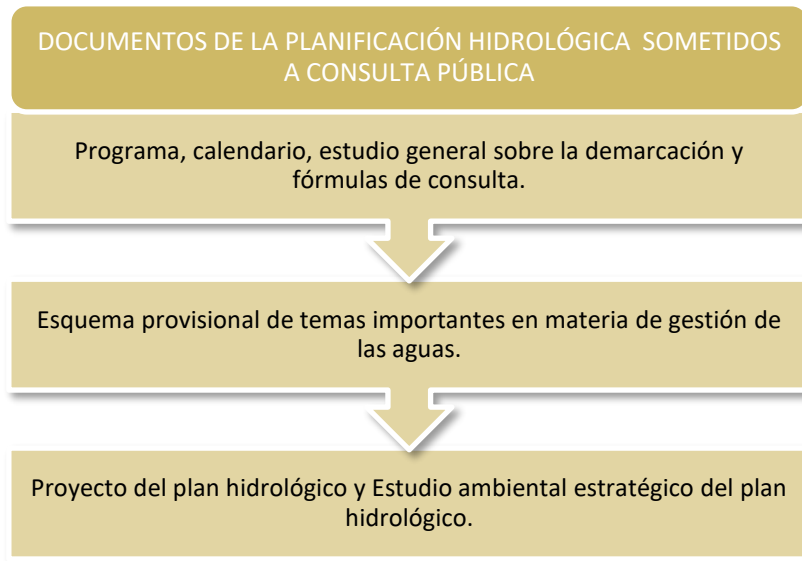 DOCUMENTOS DE LA PLANIFICACIÓN HIDROLÓGICA SOMETIDOS
A CONSULTA PÚBLICA
Programa, calendario, estudio general sobre la demarcación y
fórmulas de consulta.
Esquema provisional de temas importantes en materia de gestión de
las aguas.
Proyecto del plan hidrológico y Estudio ambiental estratégico del plan
hidrológico.